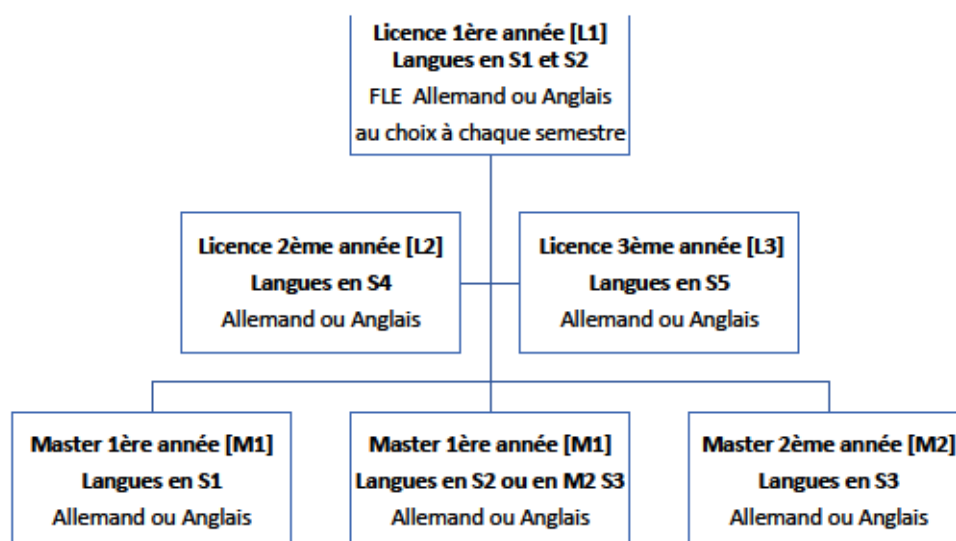 Licence 1ère année [L1]
Langues en S1 et S2
FLE Allemand ou Anglais
au choix à chaque semestre
Licence 2ème année [L2]
Langues en S4
Allemand ou Anglais
Licence 3ème année [L3]
Langues en S5
Allemand ou Anglais
Master 1ère année [M1]
Langues en S1
Allemand ou Anglais
Master 1ère année [M1]
Langues en S2 ou en M2 S3
Allemand ou Anglais
Master 2ème année [M2]
Langues en S3
Allemand ou Anglais